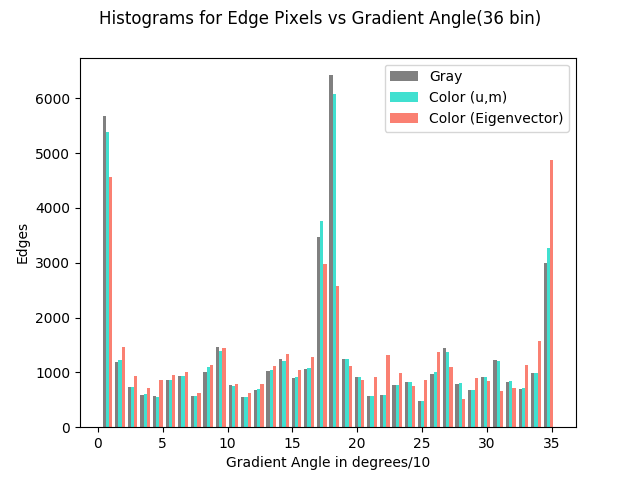 Histograms for Edge Pixels vs Gradient Angle(36 bin)
Gray
Color (u,m)
Color (Eigenvector)
6000
5000
4000
3000
2000
1000
0
Edges
0 5 10 15 20 25 30 35
Gradient Angle in degrees/10